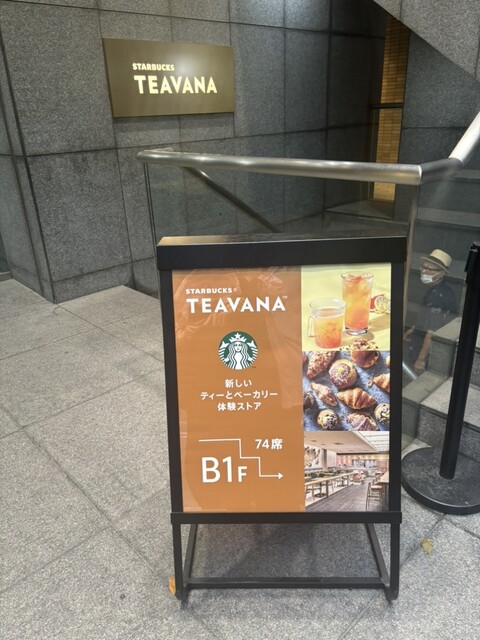 STARBUCKS
TEAVANA
STARBUCKS®
TEAVANA™
新しい
ティーとベーカリー
体験ストア
74席
B1F